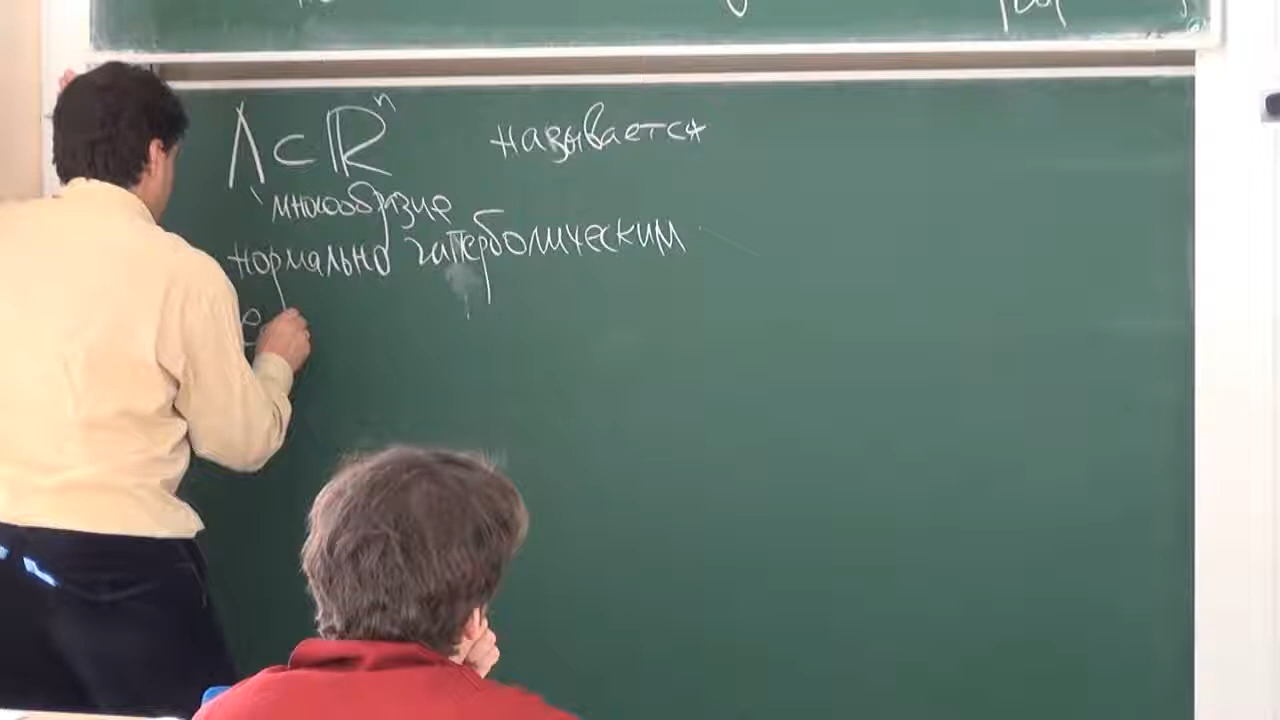 Λ ⊂ ℝⁿ называется
многообразие
нормально гиперболическим